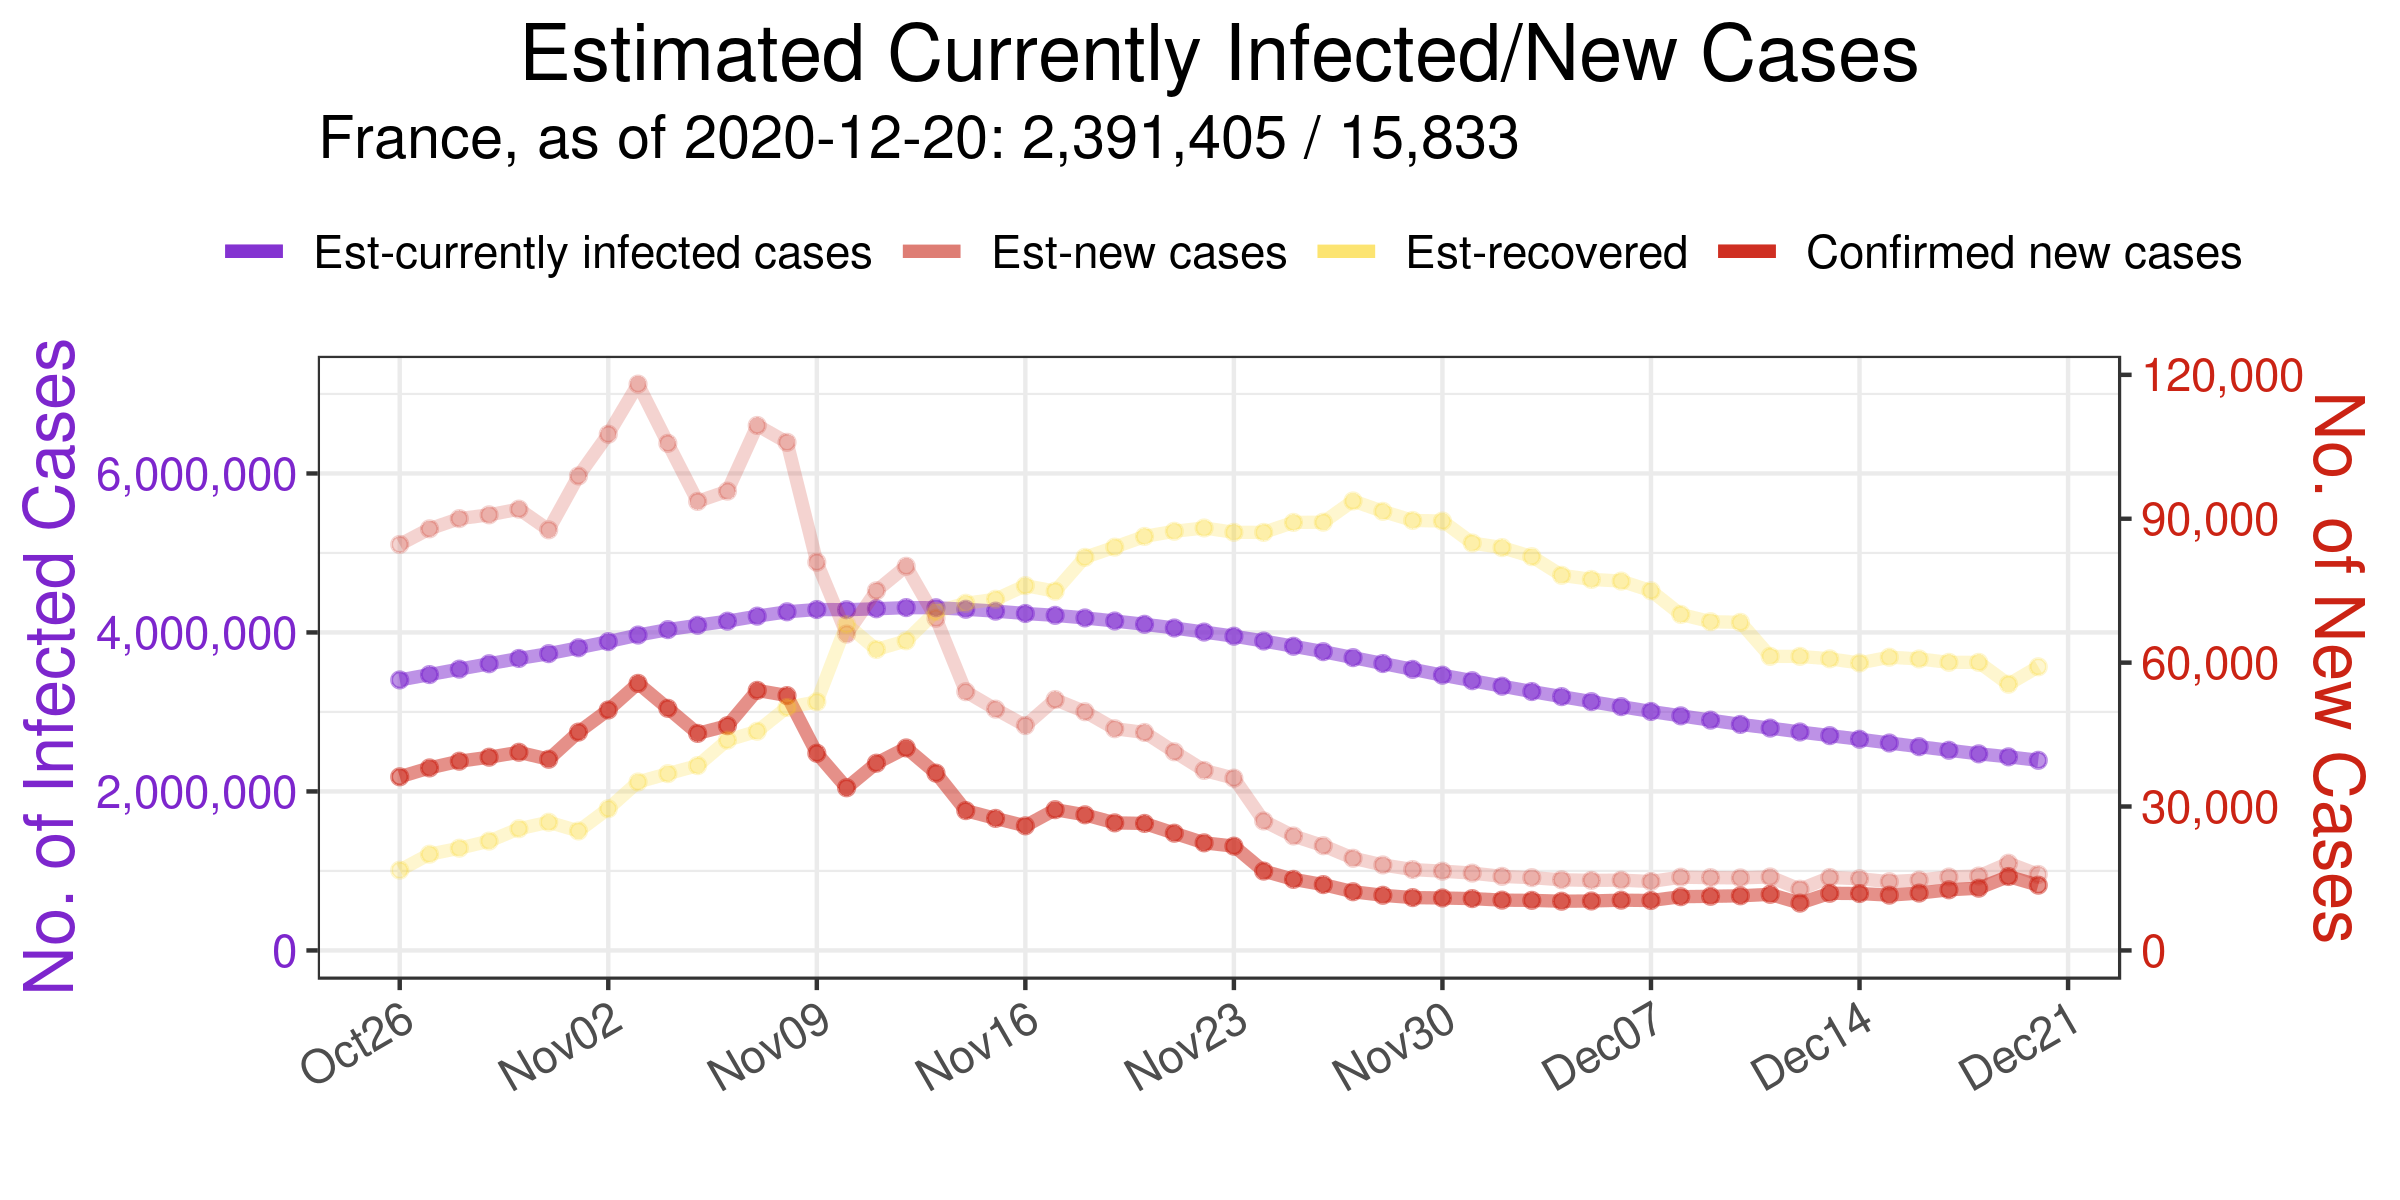 Estimated Currently Infected/New Cases
France, as of 2020-12-20: 2,391,405 / 15,833
Est-currently infected cases Est-new cases Est-recovered Confirmed new cases
No. of Infected Cases
6,000,000
4,000,000
2,000,000
0
120,000
90,000
60,000
30,000
0
No. of New Cases
Oct26 Nov02 Nov09 Nov16 Nov23 Nov30 Dec07 Dec14 Dec21